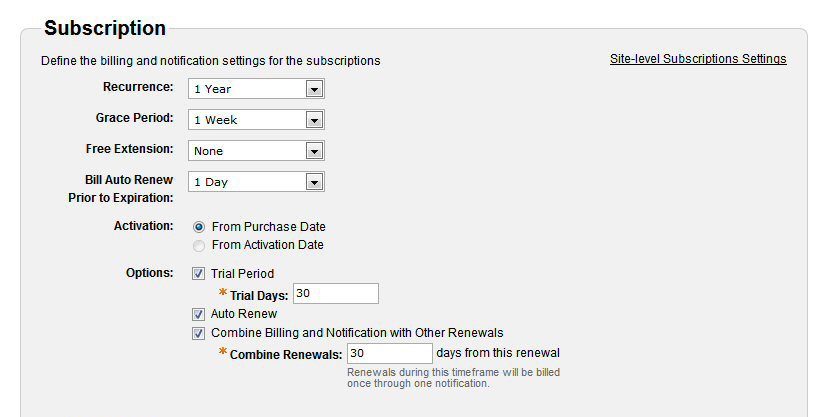 Subscription
Define the billing and notification settings for the subscriptions
Site-level Subscriptions Settings
Recurrence: 1 Year
Grace Period: 1 Week
Free Extension: None
Bill Auto Renew
Prior to Expiration: 1 Day
Activation: From Purchase Date
From Activation Date
Options: Trial Period
* Trial Days: 30
Auto Renew
Combine Billing and Notification with Other Renewals
* Combine Renewals: 30 days from this renewal
Renewals during this timeframe will be billed
once through one notification.